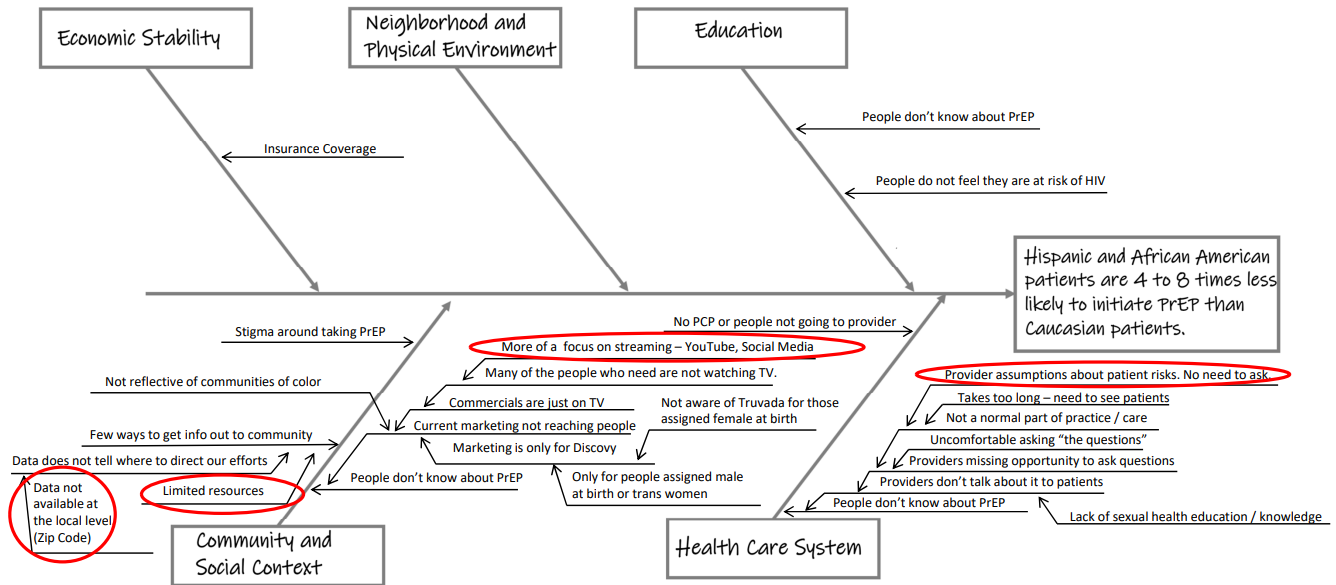 Economic Stability
Neighborhood and
Physical Environment
Education
People don't know about PrEP
Insurance Coverage
People do not feel they are at risk of HIV
Hispanic and African American
patients are 4 to 8 times less
likely to initiate PrEP than
Caucasian patients.
Stigma around taking PrEP
No PCP or people not going to provider
More of a focus on streaming – YouTube, Social Media
Many of the people who need are not watching TV.
Not reflective of communities of color
Commercials are just on TV
Not aware of Truvada for those
assigned female at birth
Current marketing not reaching people
Few ways to get info out to community
Marketing is only for Discovy
Data does not tell where to direct our efforts
Only for people assigned male
at birth or trans women
People don't know about PrEP
Limited resources
Data not
available at
the local level
(Zip Code)
Provider assumptions about patient risks. No need to ask.
Takes too long – need to see patients
Not a normal part of practice / care
Uncomfortable asking "the questions"
Providers missing opportunity to ask questions
Providers don't talk about it to patients
People don't know about PrEP
Lack of sexual health education / knowledge
Community and
Social Context
Health Care System